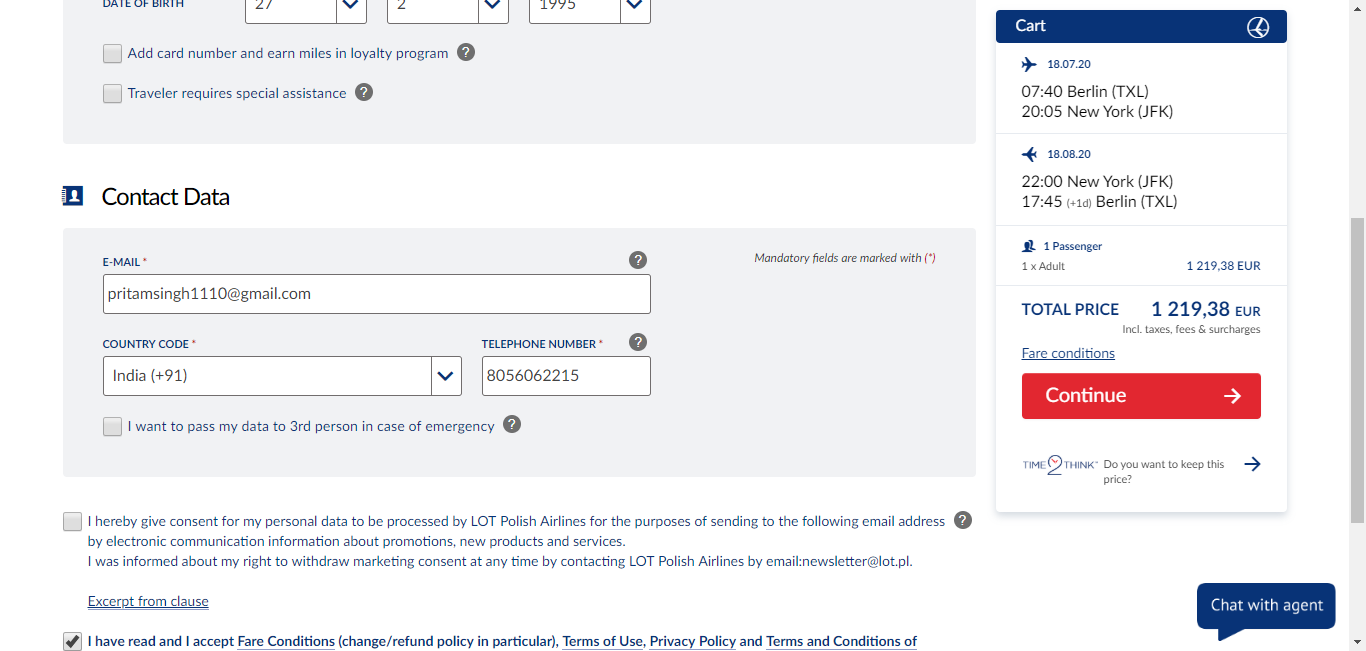 DATE OF BIRTH
27
2
1995
Add card number and earn miles in loyalty program ?
Traveler requires special assistance ?
Contact Data
E-MAIL *
?
Mandatory fields are marked with (*)
pritamsingh1110@gmail.com
COUNTRY CODE *
TELEPHONE NUMBER *
?
India (+91)
8056062215
I want to pass my data to 3rd person in case of emergency ?
I hereby give consent for my personal data to be processed by LOT Polish Airlines for the purposes of sending to the following email address ?
by electronic communication information about promotions, new products and services.
I was informed about my right to withdraw marketing consent at any time by contacting LOT Polish Airlines by email:newsletter@lot.pl.
Excerpt from clause
I have read and I accept Fare Conditions (change/refund policy in particular), Terms of Use, Privacy Policy and Terms and Conditions of
Cart
18.07.20
07:40 Berlin (TXL)
20:05 New York (JFK)
18.08.20
22:00 New York (JFK)
17:45 (+1d) Berlin (TXL)
1 Passenger
1 x Adult
1 219,38 EUR
TOTAL PRICE 1 219,38 EUR
Incl. taxes, fees & surcharges
Fare conditions
Continue
TIME2THINK™ Do you want to keep this
price?
Chat with agent